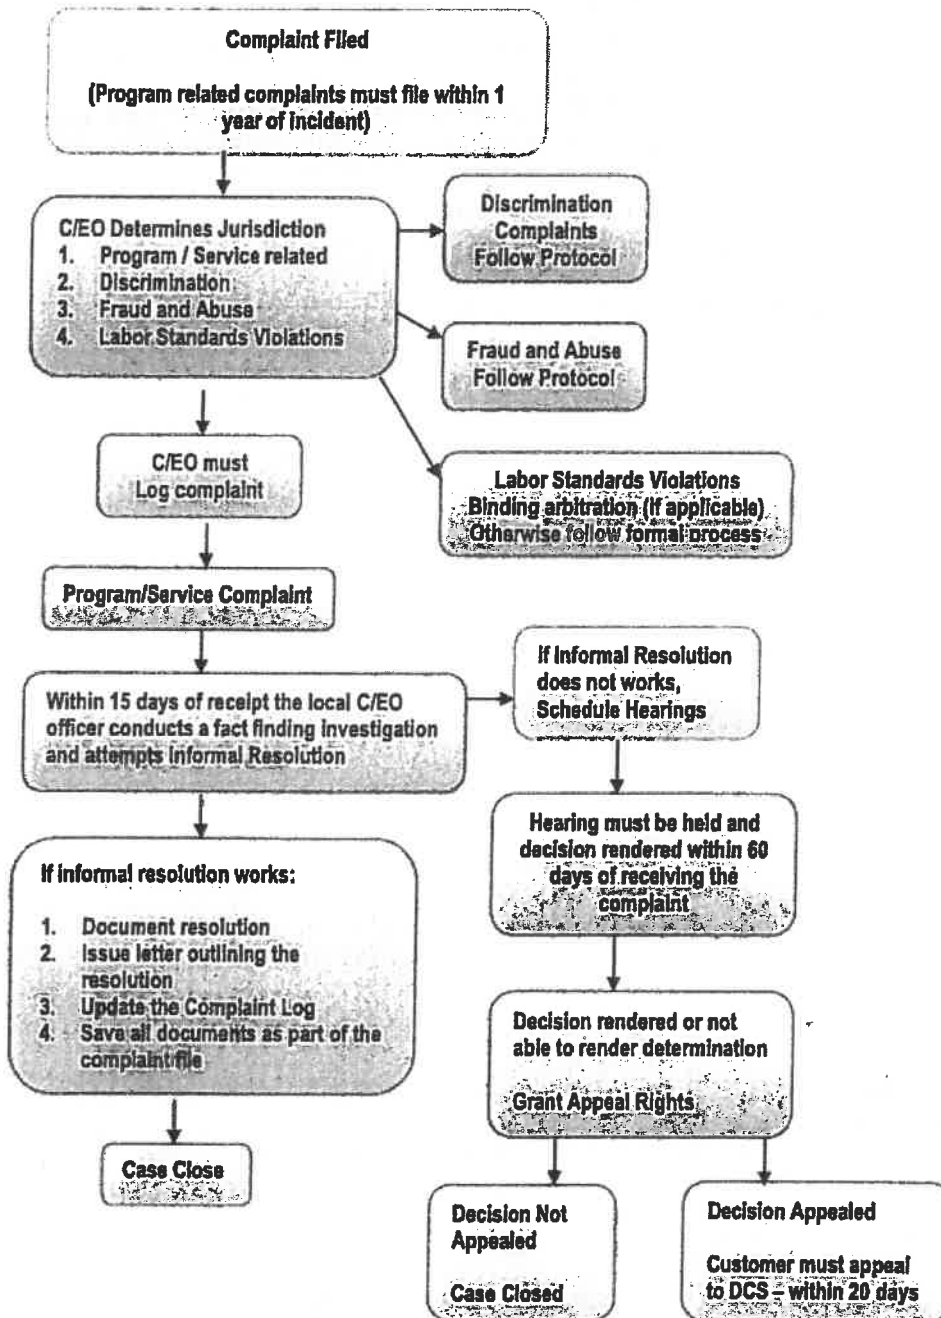 Complaint Filed
(Program related complaints must file within 1
year of incident)
C/EO Determines Jurisdiction
1. Program / Service related
2. Discrimination
3. Fraud and Abuse
4. Labor Standards Violations
Discrimination
Complaints
Follow Protocol
Fraud and Abuse
Follow Protocol
Labor Standards Violations
Binding arbitration (if applicable)
Otherwise follow formal process
C/EO must
Log complaint
Program/Service Complaint
Within 15 days of receipt the local C/EO
officer conducts a fact finding investigation
and attempts Informal Resolution
If Informal Resolution
does not works,
Schedule Hearings
Hearing must be held and
decision rendered within 60
days of receiving the
complaint
If informal resolution works:
1. Document resolution
2. Issue letter outlining the
resolution
3. Update the Complaint Log
4. Save all documents as part of the
complaint file
Case Close
Decision rendered or not
able to render determination
Grant Appeal Rights
Decision Not
Appealed
Case Closed
Decision Appealed
Customer must appeal
to DCS – within 20 days